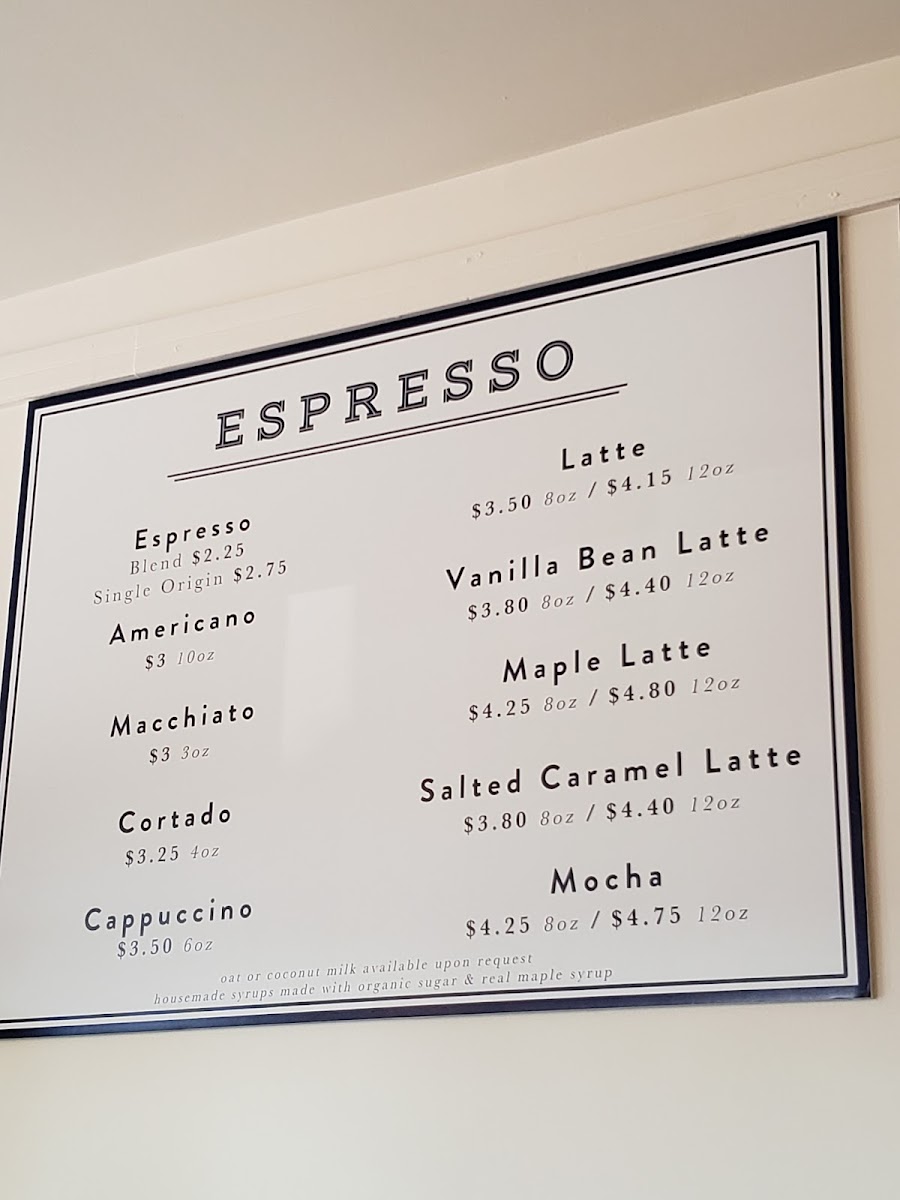 ESPRESSO
Espresso
Blend $2.25
Single Origin $2.75
Americano
$3 10oz
Macchiato
$3 3oz
Cortado
$3.25 4oz
Cappuccino
$3.50 6oz
Latte
$3.50 8oz / $4.15 12oz
Vanilla Bean Latte
$3.80 8oz / $4.40 12oz
Maple Latte
$4.25 8oz / $4.80 12oz
Salted Caramel Latte
$3.80 8oz / $4.40 12oz
Mocha
$4.25 8oz / $4.75 12oz
oat or coconut milk available upon request
housemade syrups made with organic sugar & real maple syrup